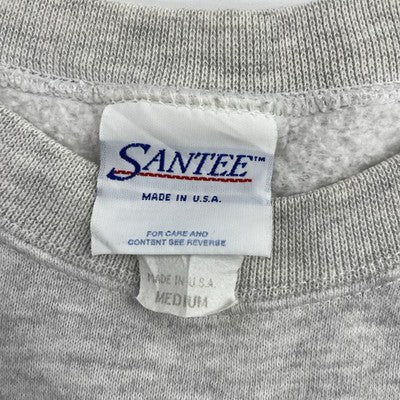 SANTEE™
MADE IN U.S.A.
FOR CARE AND
CONTENT SEE REVERSE
MADE IN U.S.A
MEDIUM